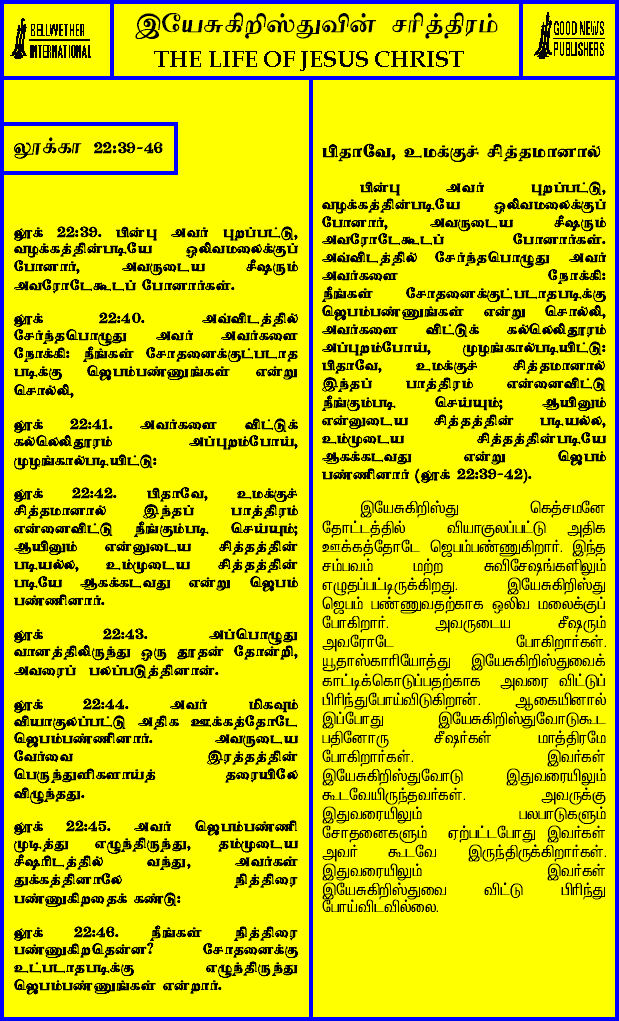 BELLWETHER
INTERNATIONAL
இயேசுகிறிஸ்துவின் சரித்திரம்
THE LIFE OF JESUS CHRIST
GOOD NEWS
PUBLISHERS
லூக்கா 22:39-46
லூக் 22:39. பின்பு அவர் புறப்பட்டு,
வழக்கத்தின்படியே ஒலிவமலைக்குப்
போனார், அவருடைய சீஷரும்
அவரோடேகூடப் போனார்கள்.
லூக் 22:40. அவ்விடத்தில்
சேர்ந்தபொழுது அவர் அவர்களை
நோக்கி: நீங்கள் சோதனைக்குட்படாத
படிக்கு ஜெபம்பண்ணுங்கள் என்று
சொல்லி,
லூக் 22:41. அவர்களை விட்டுக்
கல்லெலிதூரம் அப்புறம்போய்,
முழங்கால்படியிட்டு:
லூக் 22:42. பிதாவே, உமக்குச்
சித்தமானால் இந்தப் பாத்திரம்
என்னைவிட்டு நீங்கும்படி செய்யும்;
ஆயினும் என்னுடைய சித்தத்தின்
படியல்ல, உம்முடைய சித்தத்தின்
படியே ஆகக்கடவது என்று ஜெபம்
பண்ணினார்.
லூக் 22:43. அப்பொழுது
வானத்திலிருந்து ஒரு தூதன் தோன்றி,
அவரைப் பலப்படுத்தினான்.
லூக் 22:44. அவர் மிகவும்
வியாகுலப்பட்டு அதிக ஊக்கத்தோடே
ஜெபம்பண்ணினார். அவருடைய
வேர்வை இரத்தத்தின்
பெருந்துளிகளாய்த் தரையிலே
விழுந்தது.
லூக் 22:45. அவர் ஜெபம்பண்ணி
முடித்து எழுந்திருந்து, தம்முடைய
சீஷரிடத்தில் வந்து, அவர்கள்
துக்கத்தினாலே நித்திரை
பண்ணுகிறதைக் கண்டு:
லூக் 22:46. நீங்கள் நித்திரை
பண்ணுகிறதென்ன? சோதனைக்கு
உட்படாதபடிக்கு எழுந்திருந்து
ஜெபம்பண்ணுங்கள் என்றார்.
பிதாவே, உமக்குச் சித்தமானால்
பின்பு அவர் புறப்பட்டு,
வழக்கத்தின்படியே ஒலிவமலைக்குப்
போனார், அவருடைய சீஷரும்
அவரோடேகூடப் போனார்கள்.
அவ்விடத்தில் சேர்ந்தபொழுது அவர்
அவர்களை நோக்கி:
நீங்கள் சோதனைக்குட்படாதபடிக்கு
ஜெபம்பண்ணுங்கள் என்று சொல்லி,
அவர்களை விட்டுக் கல்லெலிதூரம்
அப்புறம்போய், முழங்கால்படியிட்டு:
பிதாவே, உமக்குச் சித்தமானால்
இந்தப் பாத்திரம் என்னைவிட்டு
நீங்கும்படி செய்யும்; ஆயினும்
என்னுடைய சித்தத்தின் படியல்ல,
உம்முடைய சித்தத்தின்படியே
ஆகக்கடவது என்று ஜெபம்
பண்ணினார் (லூக் 22:39-42).
இயேசுகிறிஸ்து கெத்சமனே
தோட்டத்தில் வியாகுலப்பட்டு அதிக
ஊக்கத்தோடே ஜெபம்பண்ணுகிறார். இந்த
சம்பவம் மற்ற சுவிசேஷங்களிலும்
எழுதப்பட்டிருக்கிறது. இயேசுகிறிஸ்து
ஜெபம் பண்ணுவதற்காக ஒலிவ மலைக்குப்
போகிறார். அவருடைய சீஷரும்
அவரோடே போகிறார்கள்.
யூதாஸ்காரியோத்து இயேசுகிறிஸ்துவைக்
காட்டிக்கொடுப்பதற்காக அவரை விட்டுப்
பிரிந்துபோய்விடுகிறான். ஆகையினால்
இப்போது இயேசுகிறிஸ்துவோடுகூட
பதினோரு சீஷர்கள் மாத்திரமே
போகிறார்கள். இவர்கள்
இயேசுகிறிஸ்துவோடு இதுவரையிலும்
கூடவேயிருந்தவர்கள். அவருக்கு
இதுவரையிலும் பலபாடுகளும்
சோதனைகளும் ஏற்பட்டபோது இவர்கள்
அவர் கூடவே இருந்திருக்கிறார்கள்.
இதுவரையிலும் இவர்கள்
இயேசுகிறிஸ்துவை விட்டு பிரிந்து
போய்விடவில்லை.